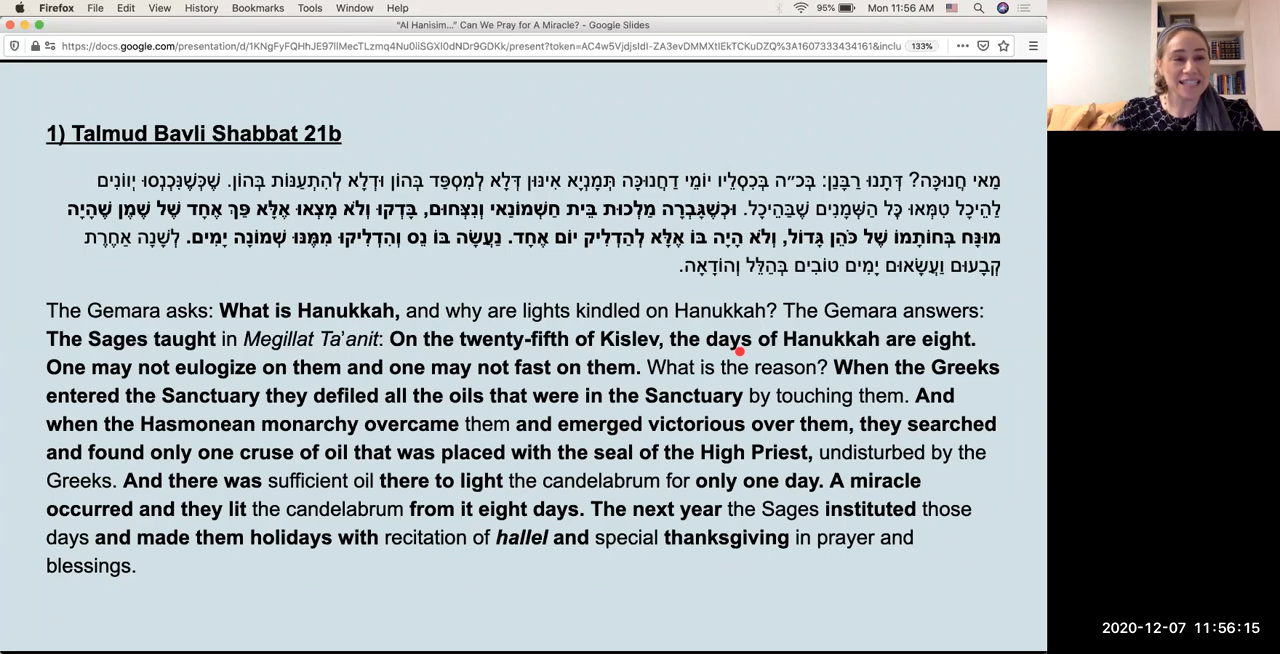 Firefox File Edit View History Bookmarks Tools Window Help 95% Mon 11:56 AM
"Al Hanisim..." Can We Pray for A Miracle? - Google Slides
133%
1) Talmud Bavli Shabbat 21b
מַאי חֲנוּכָּה? דְּתָנוּ רַבָּנַן: בְּכ״ה בְּכִסְלֵיו יוֹמֵי דַחֲנוּכָּה תְּמָנְיָא אִינּוּן דְּלָא לְמִסְפַּד בְּהוֹן וּדְלָא לְהִתְעַנּוֹת בְּהוֹן. שֶׁכְּשֶׁנִּכְנְסוּ יְווֹנִים
לַהֵיכָל טִמְּאוּ כׇּל הַשְּׁמָנִים שֶׁבַּהֵיכָל. וּכְשֶׁגָּבְרָה מַלְכוּת בֵּית חַשְׁמוֹנַאי וְנִצְּחוּם, בָּדְקוּ וְלֹא מָצְאוּ אֶלָּא פַּךְ אֶחָד שֶׁל שֶׁמֶן שֶׁהָיָה
מוּנָּח בְּחוֹתָמוֹ שֶׁל כֹּהֵן גָּדוֹל, וְלֹא הָיָה בּוֹ אֶלָּא לְהַדְלִיק יוֹם אֶחָד. נַעֲשָׂה בּוֹ נֵס וְהִדְלִיקוּ מִמֶּנּוּ שְׁמוֹנָה יָמִים. לְשָׁנָה אַחֶרֶת
קְבָעוּם וַעֲשָׂאוּם יָמִים טוֹבִים בְּהַלֵּל וְהוֹדָאָה.
The Gemara asks: What is Hanukkah, and why are lights kindled on Hanukkah? The Gemara answers:
The Sages taught in Megillat Ta'anit: On the twenty-fifth of Kislev, the days of Hanukkah are eight.
One may not eulogize on them and one may not fast on them. What is the reason? When the Greeks
entered the Sanctuary they defiled all the oils that were in the Sanctuary by touching them. And
when the Hasmonean monarchy overcame them and emerged victorious over them, they searched
and found only one cruse of oil that was placed with the seal of the High Priest, undisturbed by the
Greeks. And there was sufficient oil there to light the candelabrum for only one day. A miracle
occurred and they lit the candelabrum from it eight days. The next year the Sages instituted those
days and made them holidays with recitation of hallel and special thanksgiving in prayer and
blessings.
2020-12-07 11:56:15